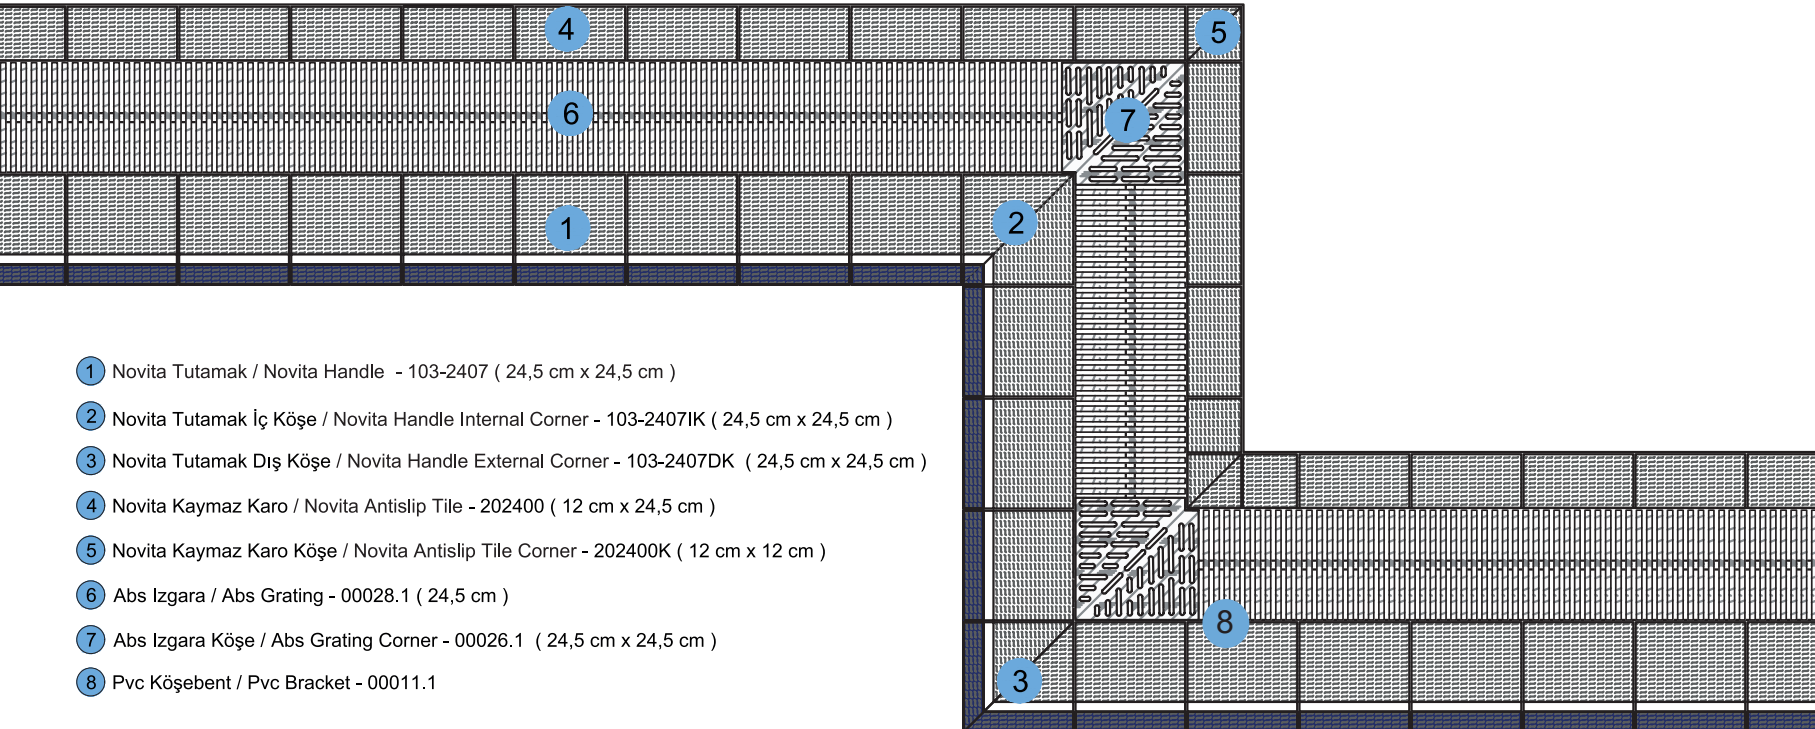 4
5
6
7
1
2
1 Novita Tutamak / Novita Handle - 103-2407 ( 24,5 cm x 24,5 cm )
2 Novita Tutamak İç Köşe / Novita Handle Internal Corner - 103-2407IK ( 24,5 cm x 24,5 cm )
3 Novita Tutamak Dış Köşe / Novita Handle External Corner - 103-2407DK ( 24,5 cm x 24,5 cm )
4 Novita Kaymaz Karo / Novita Antislip Tile - 202400 ( 12 cm x 24,5 cm )
5 Novita Kaymaz Karo Köşe / Novita Antislip Tile Corner - 202400K ( 12 cm x 12 cm )
6 Abs Izgara / Abs Grating - 00028.1 ( 24,5 cm )
7 Abs Izgara Köşe / Abs Grating Corner - 00026.1 ( 24,5 cm x 24,5 cm )
8 Pvc Köşebent / Pvc Bracket - 00011.1
8
3